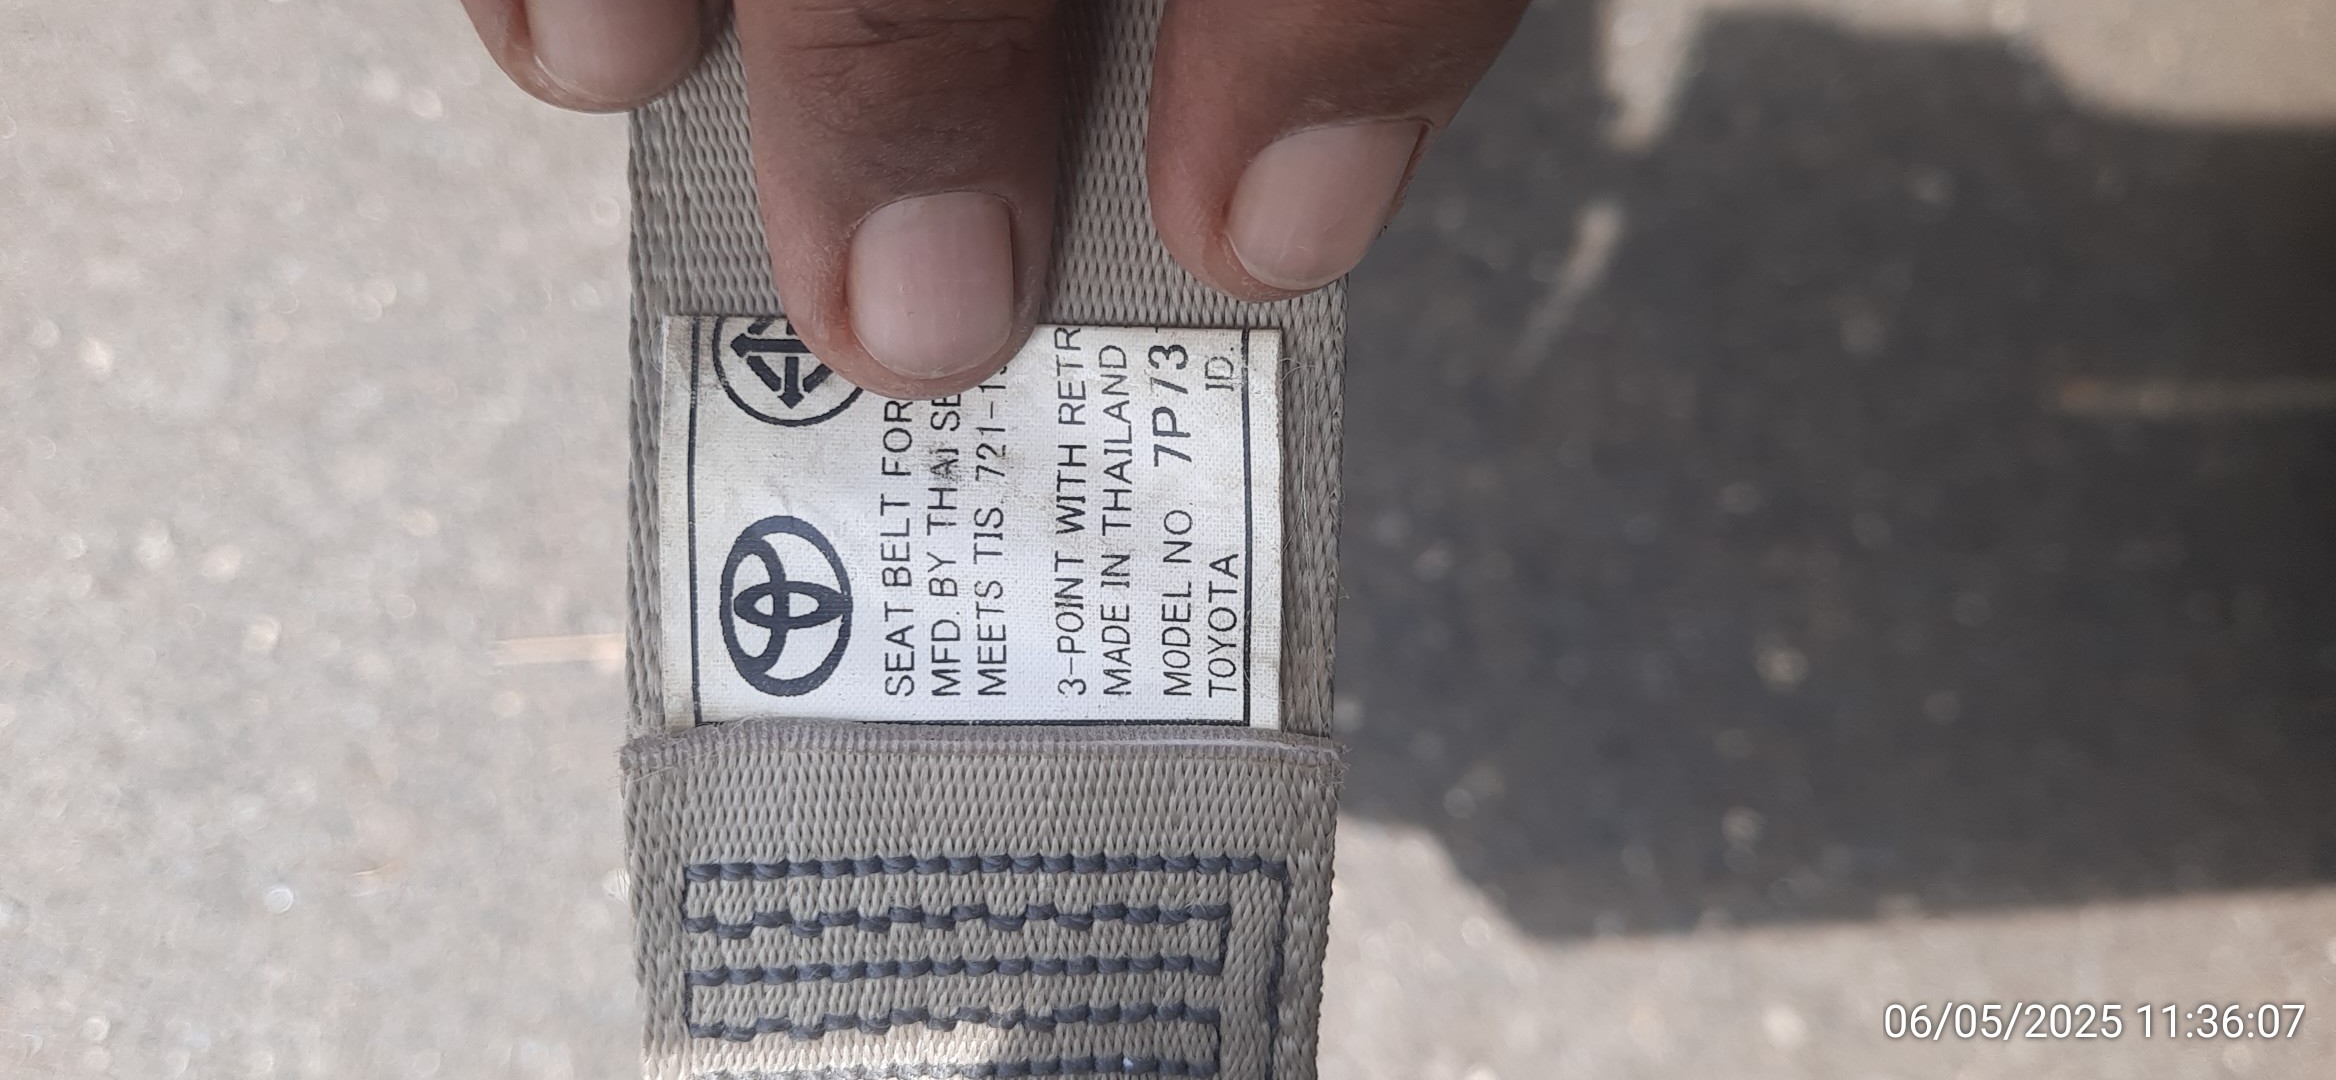 SEAT BELT FOR
MFD. BY THAI SE
MEETS TIS. 721-1
3-POINT WITH RETR
MADE IN THAILAND
MODEL NO. 7P73
TOYOTA ID.
06/05/2025 11:36:07